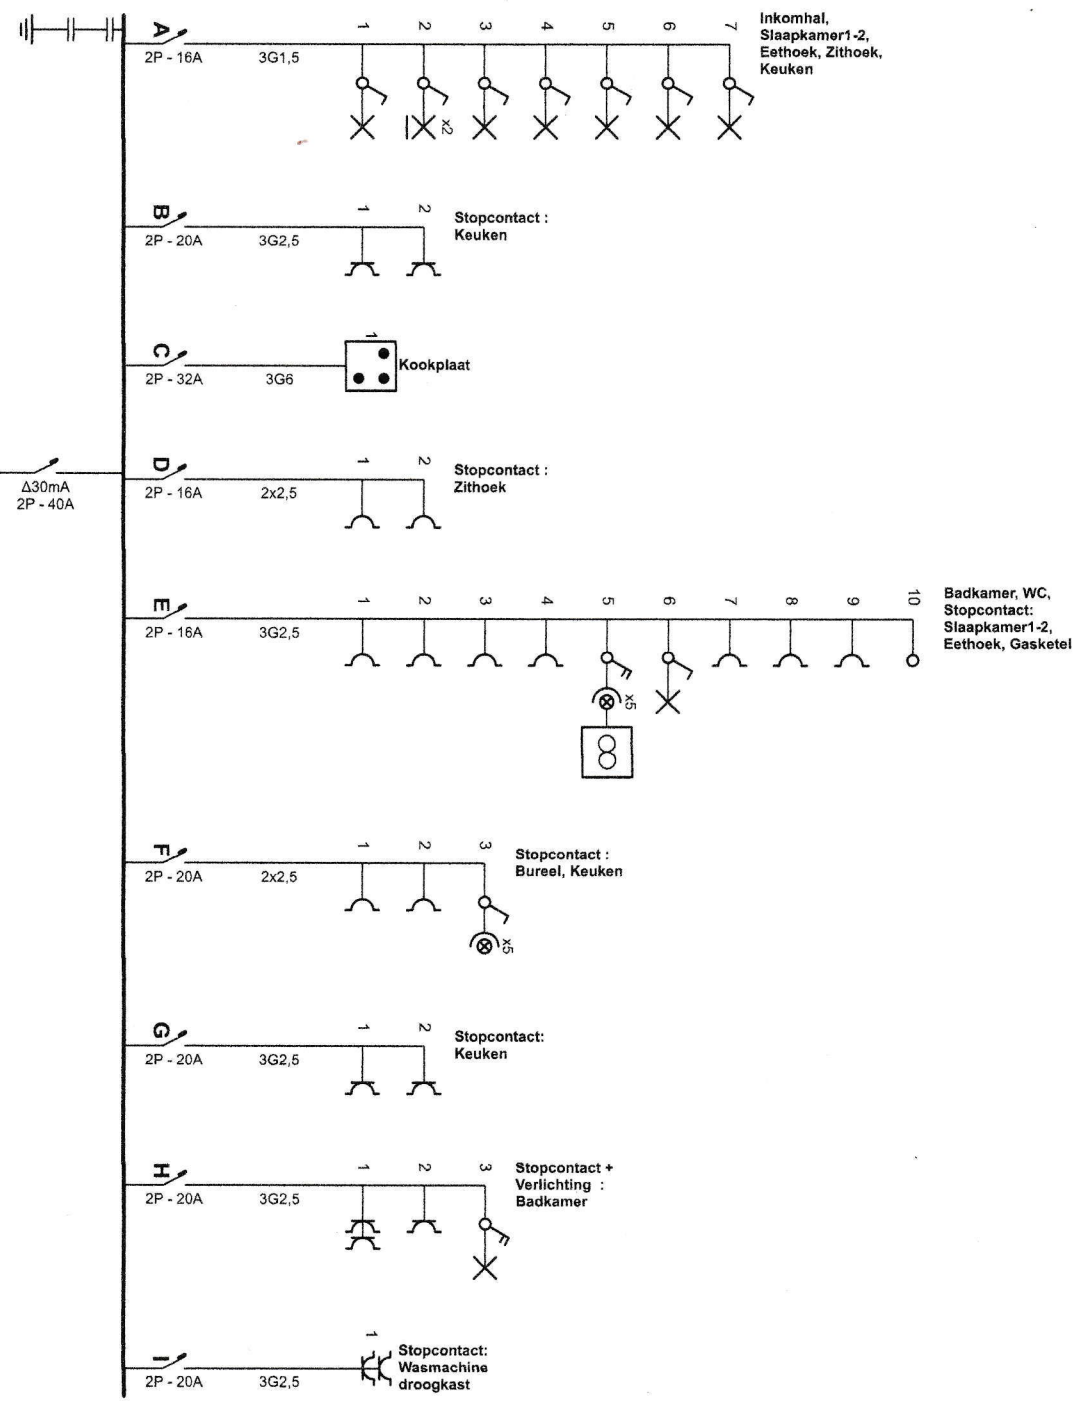 A
2P - 16A
3G1,5
1 2 3 4 5 6 7
x2
Inkomhal,
Slaapkamer1-2,
Eethoek, Zithoek,
Keuken
B
2P - 20A
3G2,5
1 2
Stopcontact :
Keuken
C
2P - 32A
3G6
1
Kookplaat
Δ30mA
2P - 40A
D
2P - 16A
2x2,5
1 2
Stopcontact :
Zithoek
E
2P - 16A
3G2,5
1 2 3 4 5 6 7 8 9 10
x5
Badkamer, WC,
Stopcontact:
Slaapkamer1-2,
Eethoek, Gasketel
F
2P - 20A
2x2,5
1 2 3
x5
Stopcontact :
Bureel, Keuken
G
2P - 20A
3G2,5
1 2
Stopcontact:
Keuken
H
2P - 20A
3G2,5
1 2 3
Stopcontact +
Verlichting :
Badkamer
I
2P - 20A
3G2,5
1
Stopcontact:
Wasmachine
droogkast